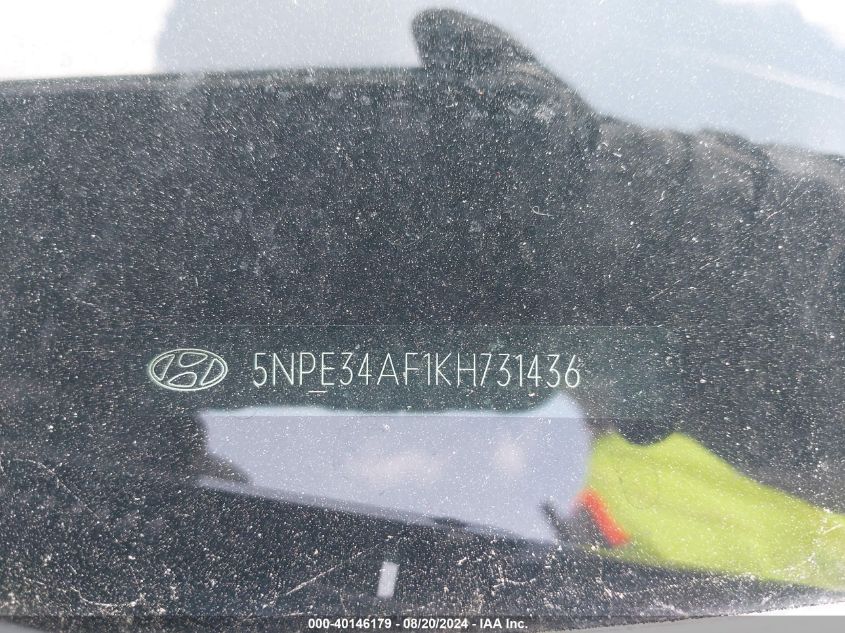 5NPE34AF1KH731436
000-40146179 | 08/20/2024 - IAA Inc.